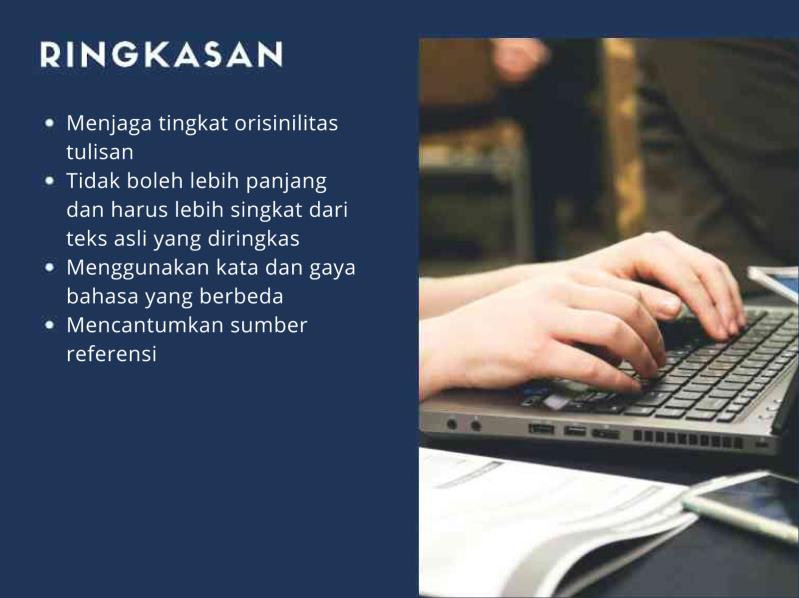 RINGKASAN
Menjaga tingkat orisinilitas
tulisan
Tidak boleh lebih panjang
dan harus lebih singkat dari
teks asli yang diringkas
Menggunakan kata dan gaya
bahasa yang berbeda
Mencantumkan sumber
referensi